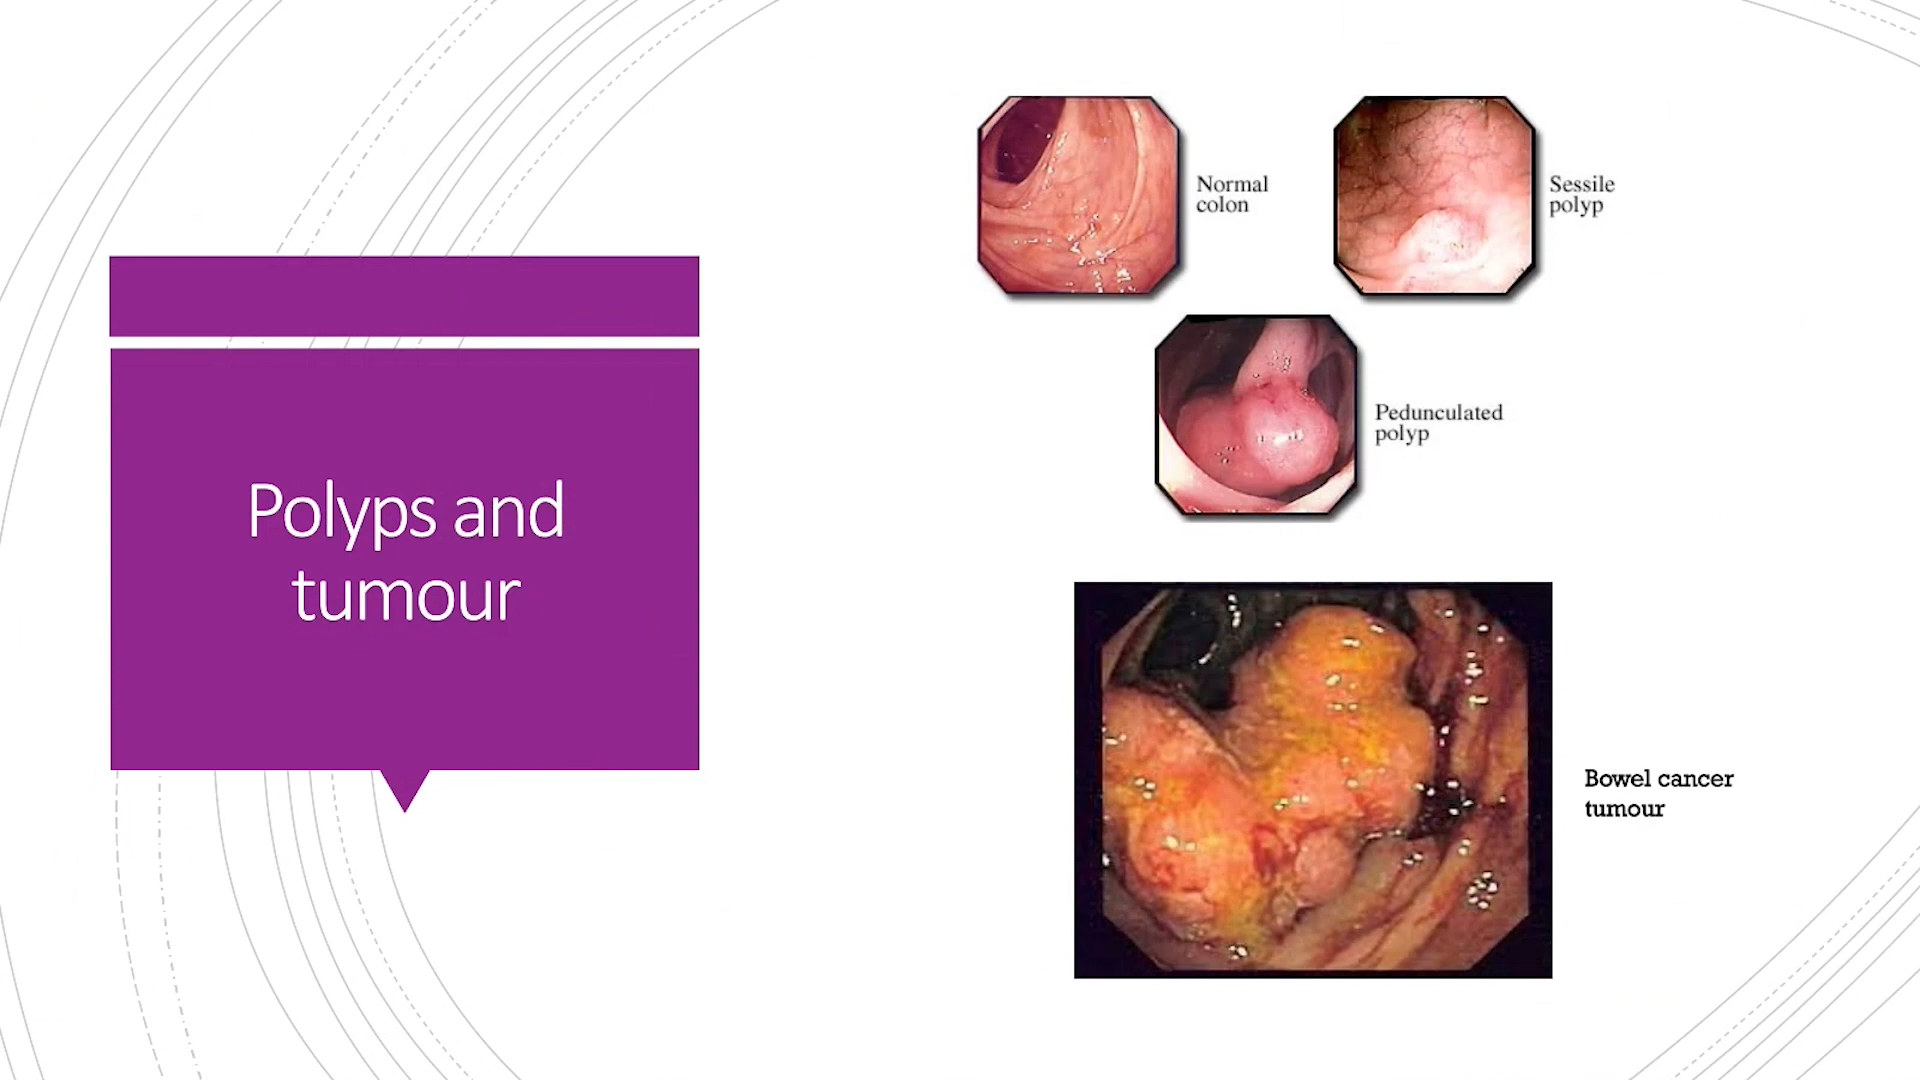 Polyps and
tumour
Normal
colon
Sessile
polyp
Pedunculated
polyp
Bowel cancer
tumour